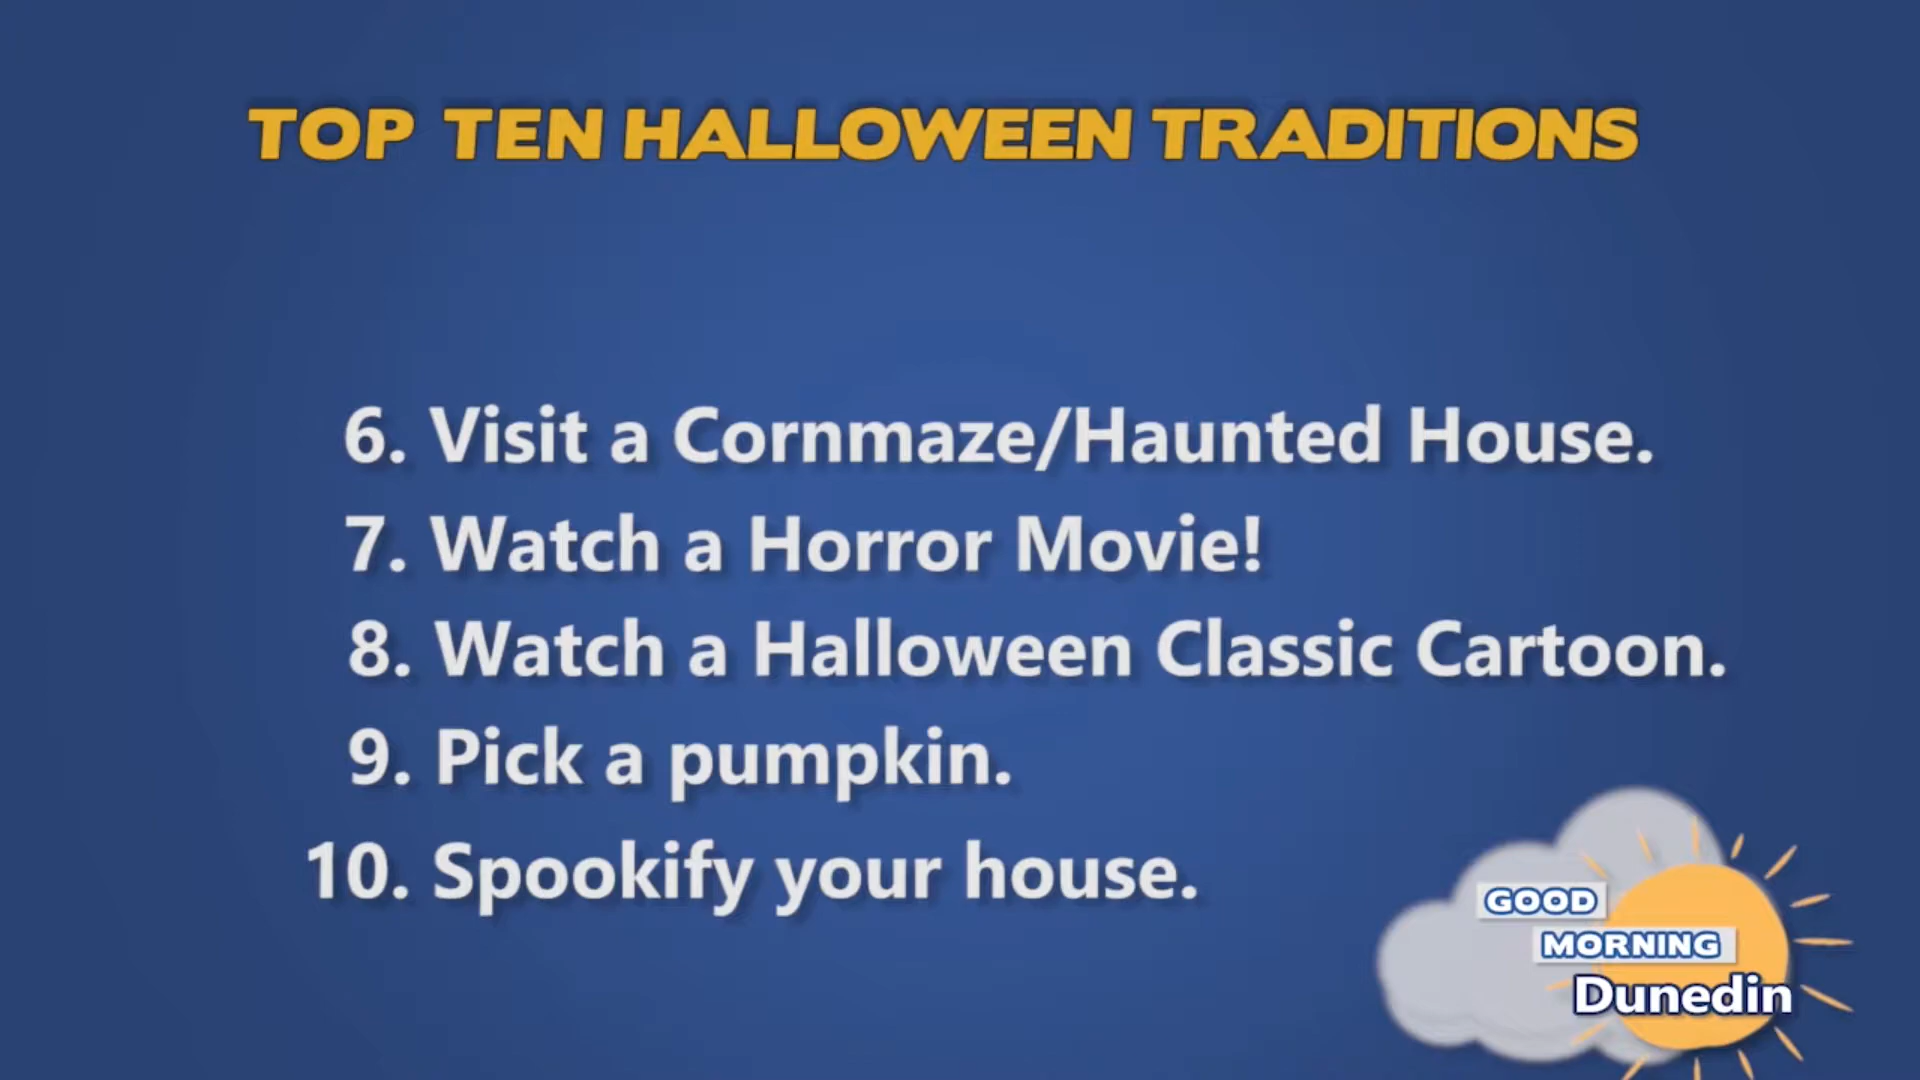 TOP TEN HALLOWEEN TRADITIONS
6. Visit a Cornmaze/Haunted House.
7. Watch a Horror Movie!
8. Watch a Halloween Classic Cartoon.
9. Pick a pumpkin.
10. Spookify your house.
GOOD
MORNING
Dunedin